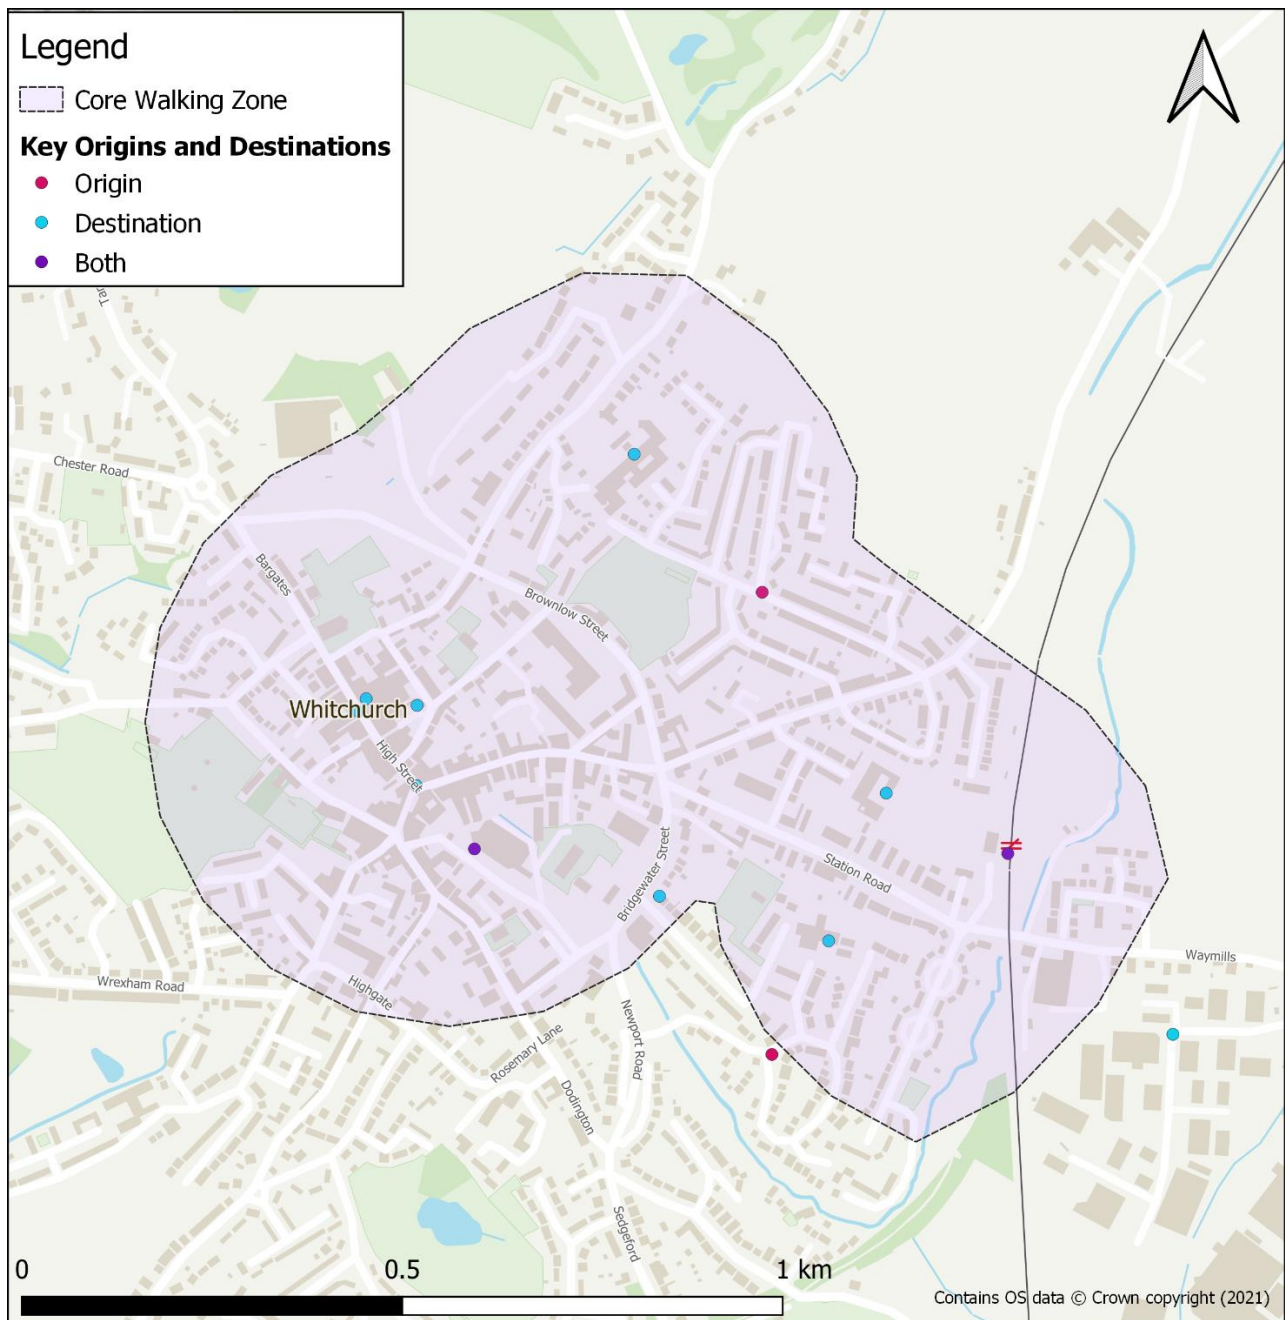 Legend
Core Walking Zone
Key Origins and Destinations
Origin
Destination
Both
Chester Road
Bargates
Brownlow Street
Whitchurch
High Street
Bridgewater Street
Station Road
Waymills
Wrexham Road
Highgate
Rosemary Lane
Newport Road
Dodington
Sedgeford
0 0.5 1 km
Contains OS data © Crown copyright (2021)